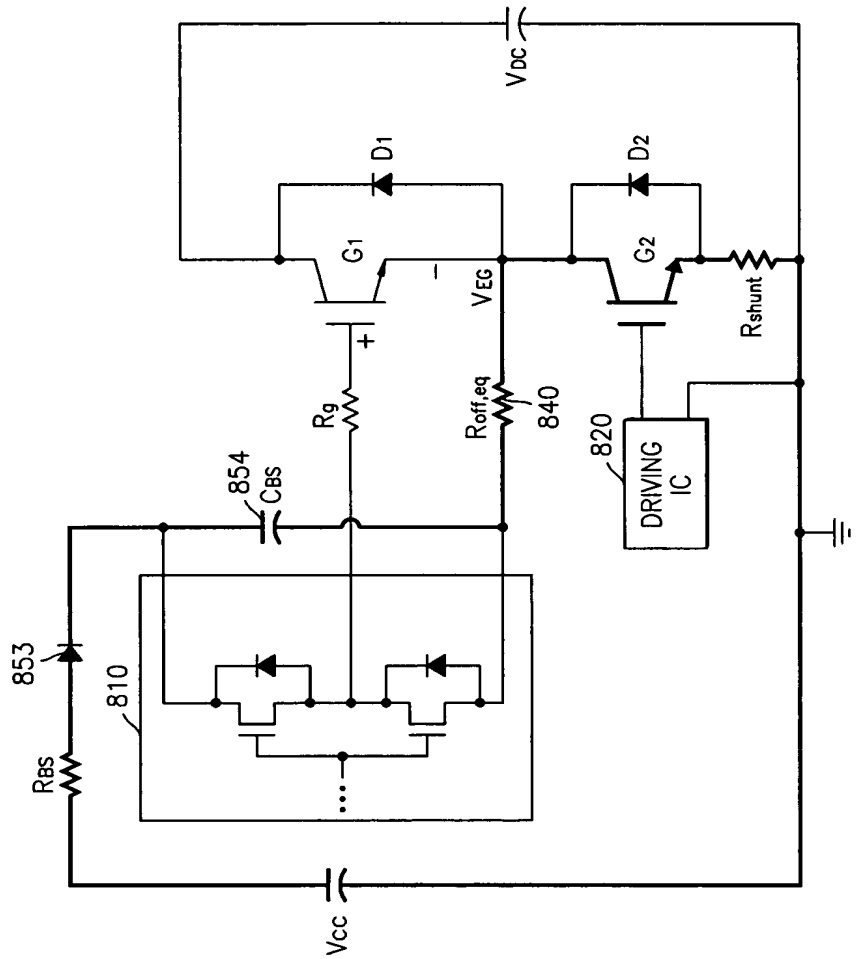 853
RBS
810
854
CBS
Rg
G1
+
-
D1
VDC
VCC
VEG
Roff,eq
840
G2
D2
820
DRIVING
IC
Rshunt